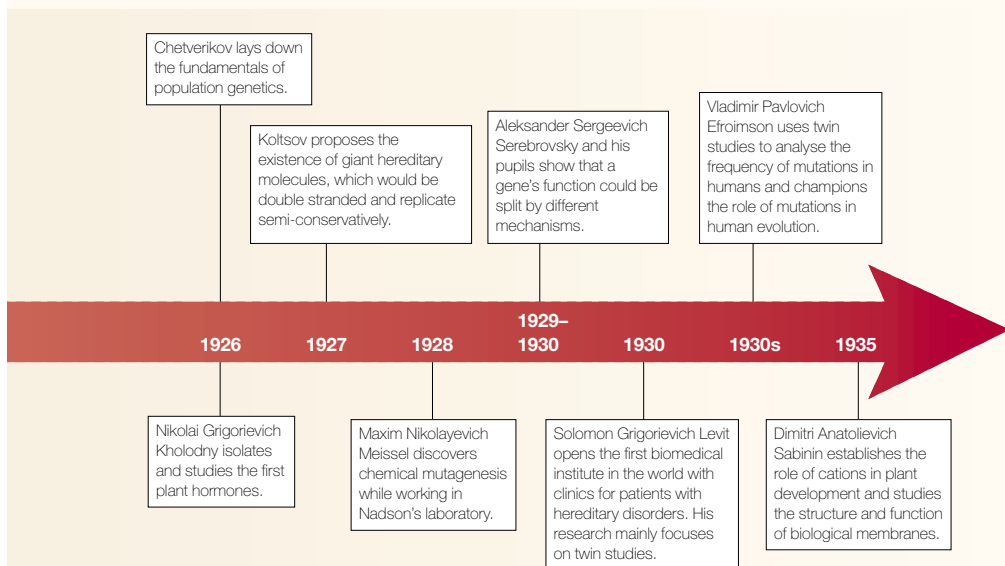 Chetverikov lays down
the fundamentals of
population genetics.
Koltsov proposes the
existence of giant hereditary
molecules, which would be
double stranded and replicate
semi-conservatively.
Aleksander Sergeevich
Serebrovsky and his
pupils show that a
gene's function could be
split by different
mechanisms.
Vladimir Pavlovich
Efroimson uses twin
studies to analyse the
frequency of mutations in
humans and champions
the role of mutations in
human evolution.
1926
1927
1928
1929–
1930
1930
1930s
1935
Nikolai Grigorievich
Kholodny isolates
and studies the first
plant hormones.
Maxim Nikolayevich
Meissel discovers
chemical mutagenesis
while working in
Nadson's laboratory.
Solomon Grigorievich Levit
opens the first biomedical
institute in the world with
clinics for patients with
hereditary disorders. His
research mainly focuses
on twin studies.
Dimitri Anatolievich
Sabinin establishes the
role of cations in plant
development and studies
the structure and function
of biological membranes.